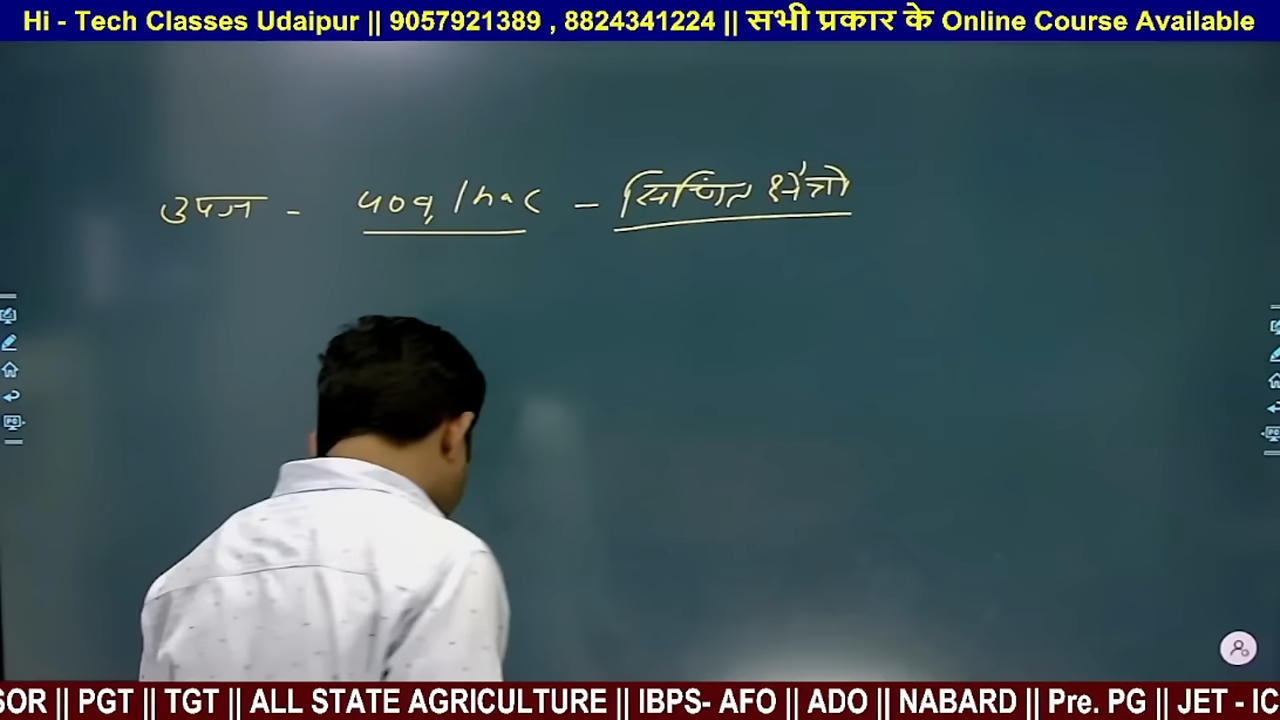 Hi - Tech Classes Udaipur || 9057921389 , 8824341224 || सभी प्रकार के Online Course Available
उपज - 40q/hac - सिंचित क्षेत्रो
SOR || PGT || TGT || ALL STATE AGRICULTURE || IBPS- AFO || ADO || NABARD || Pre. PG || JET - IC